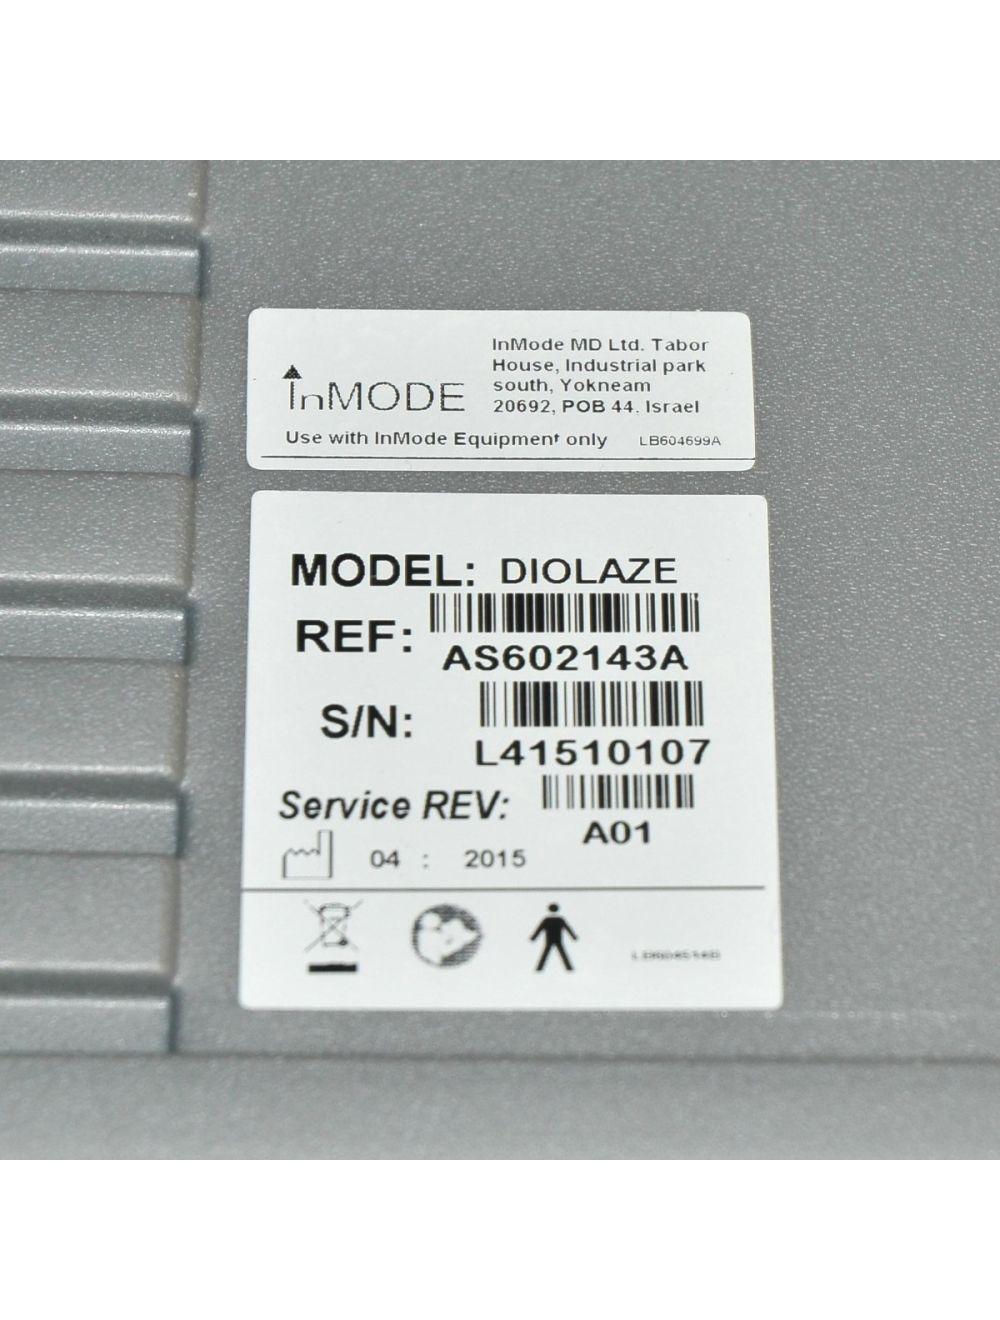 InMode MD Ltd. Tabor
House, Industrial park
south, Yokneam
20692, POB 44. Israel
InMODE
Use with InMode Equipment only LB604699A
MODEL: DIOLAZE
REF: AS602143A
S/N: L41510107
Service REV: A01
04 : 2015